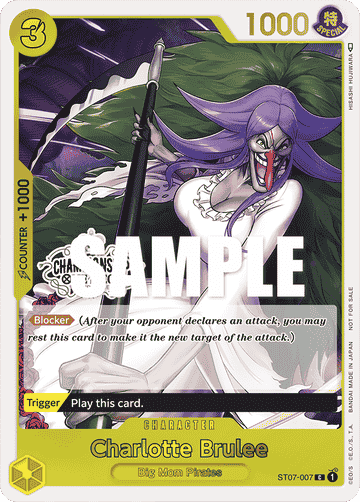 3
1000
特
SPECIAL
HISASHI FUJIWARA
COUNTER +1000
CHAMPIONS
SAMPLE
NOT FOR SALE
Blocker (After your opponent declares an attack, you may
rest this card to make it the new target of the attack.)
Trigger Play this card.
BANDAI MADE IN JAPAN
©E.O./S., T.A.
CHARACTER
Charlotte Brulee
Big Mom Pirates
ST07-007 C 1